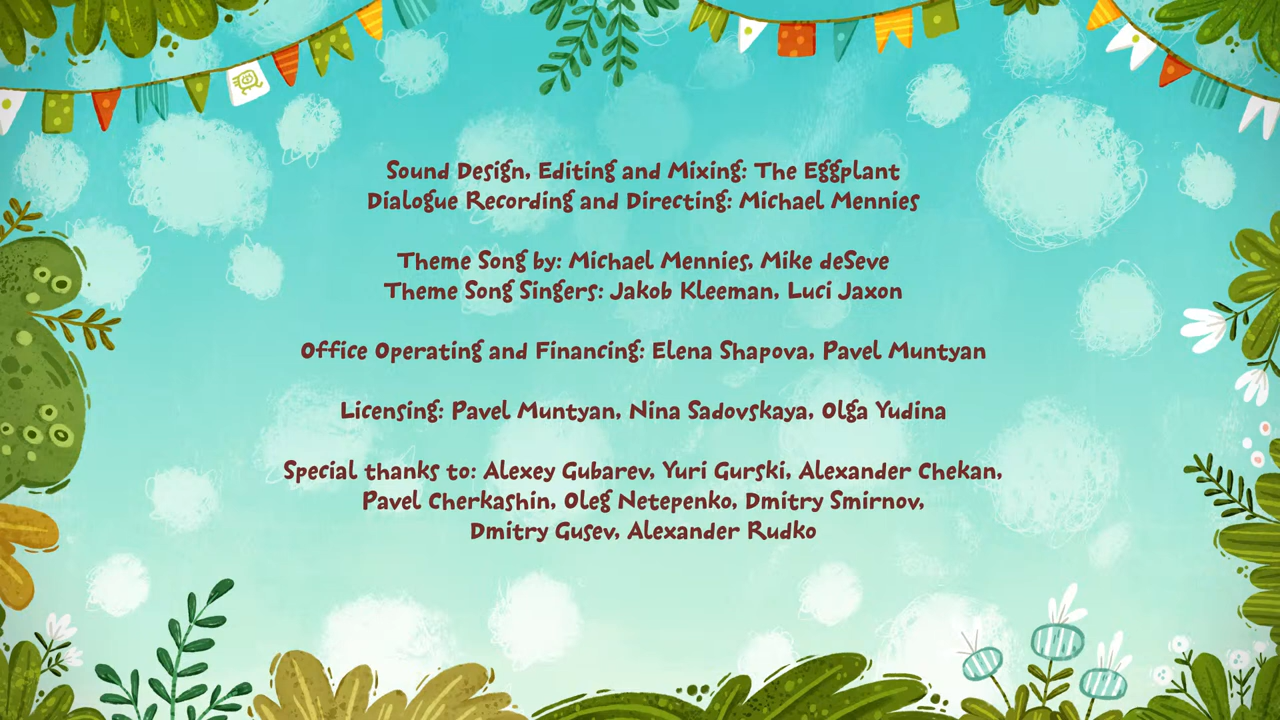 Sound Design, Editing and Mixing: The Eggplant
Dialogue Recording and Directing: Michael Mennies
Theme Song by: Michael Mennies, Mike deSeve
Theme Song Singers: Jakob Kleeman, Luci Jaxon
Office Operating and Financing: Elena Shapova, Pavel Muntyan
Licensing: Pavel Muntyan, Nina Sadovskaya, Olga Yudina
Special thanks to: Alexey Gubarev, Yuri Gurski, Alexander Chekan,
Pavel Cherkashin, Oleg Netepenko, Dmitry Smirnov,
Dmitry Gusev, Alexander Rudko